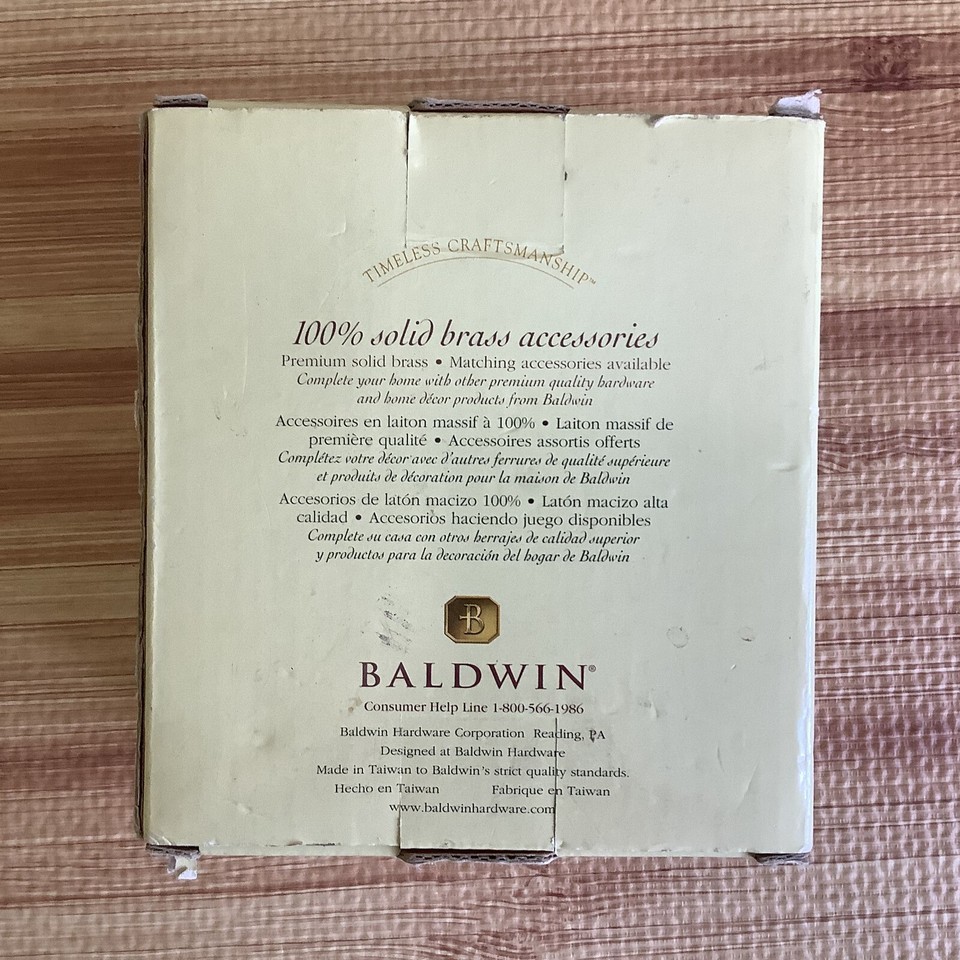 TIMELESS CRAFTSMANSHIP™
100% solid brass accessories
Premium solid brass • Matching accessories available
Complete your home with other premium quality hardware
and home décor products from Baldwin
Accessoires en laiton massif à 100% • Laiton massif de
première qualité • Accessoires assortis offerts
Complétez votre décor avec d'autres ferrures de qualité supérieure
et produits de décoration pour la maison de Baldwin
Accesorios de latón macizo 100% • Latón macizo alta
calidad • Accesorios haciendo juego disponibles
Complete su casa con otros herrajes de calidad superior
y productos para la decoración del hogar de Baldwin
B
BALDWIN®
Consumer Help Line 1-800-566-1986
Baldwin Hardware Corporation Reading, PA
Designed at Baldwin Hardware
Made in Taiwan to Baldwin's strict quality standards.
Hecho en Taiwan Fabrique en Taiwan
www.baldwinhardware.com